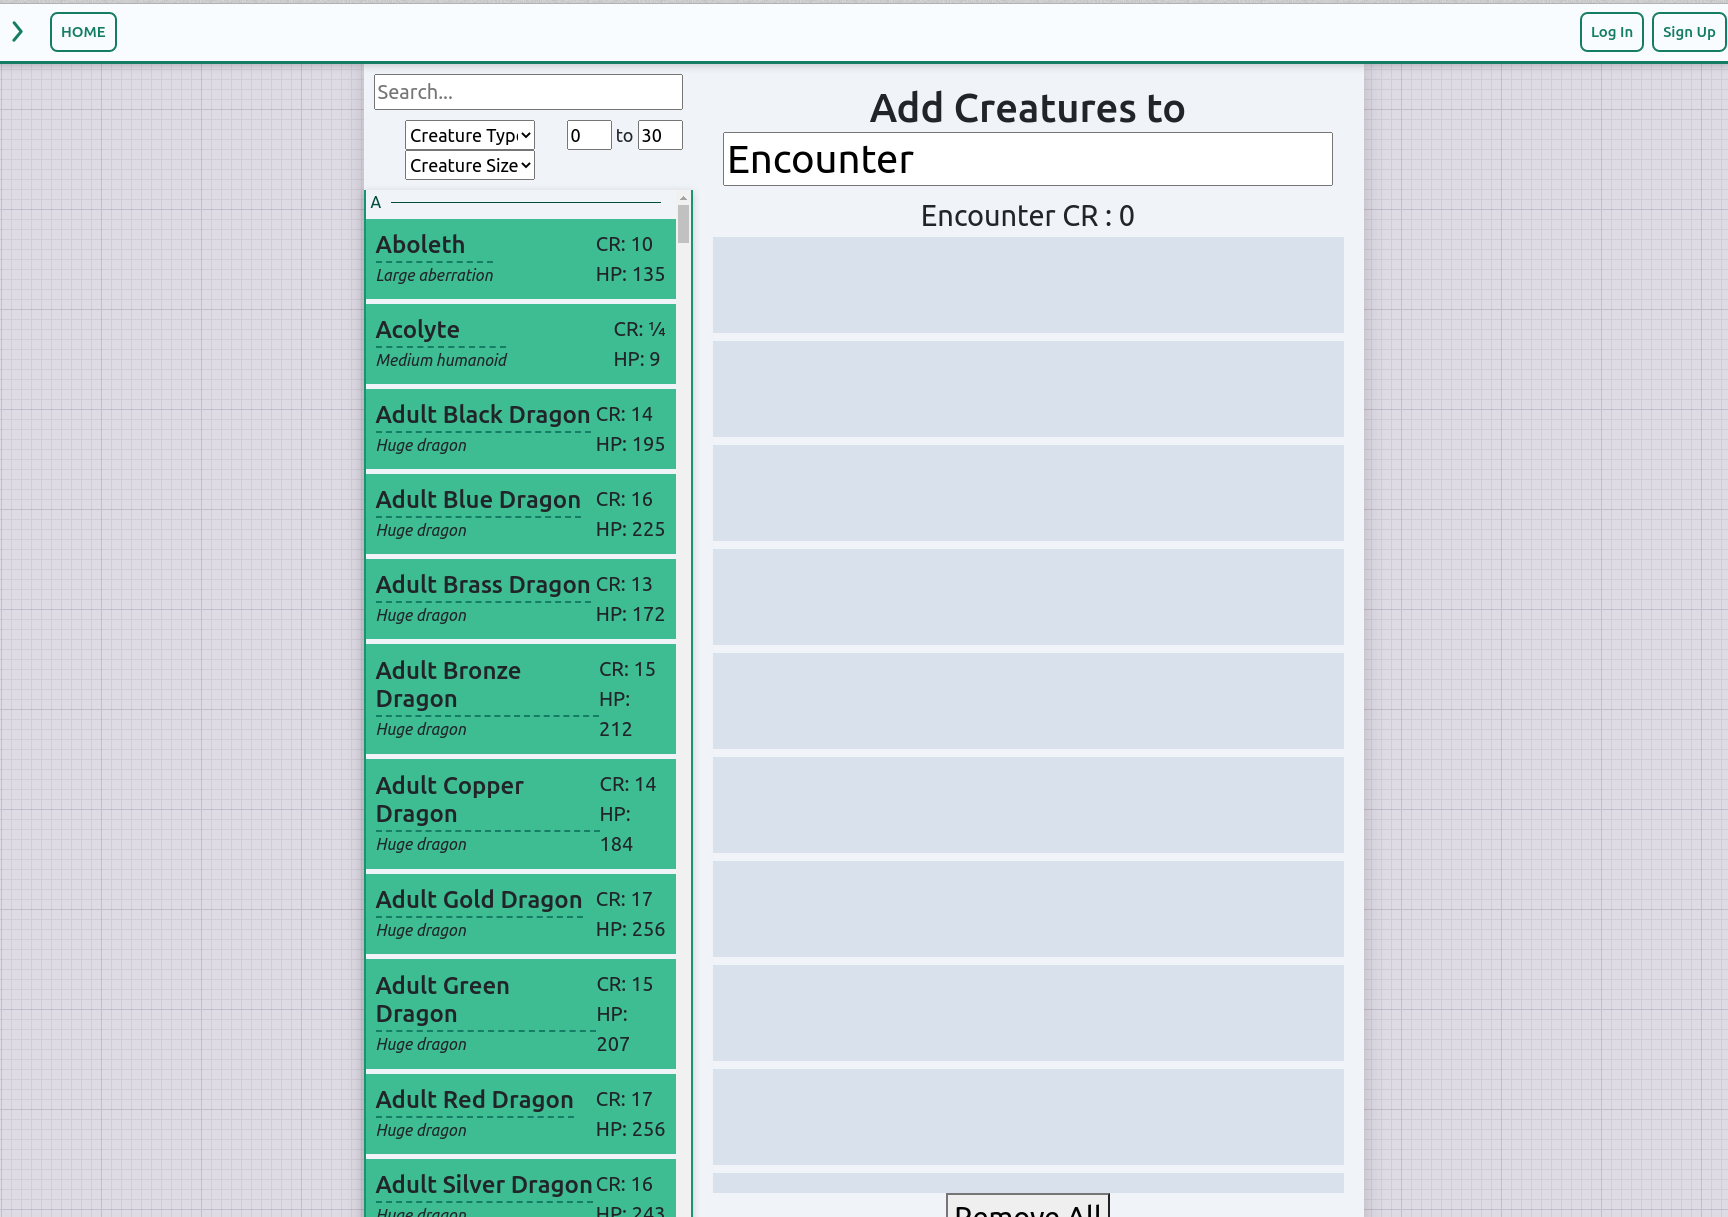 HOME
Log In
Sign Up
Search...
Creature Typ
0 to 30
Creature Size
A
Aboleth
CR: 10
Large aberration
HP: 135
Acolyte
CR: ¼
Medium humanoid
HP: 9
Adult Black Dragon
CR: 14
Huge dragon
HP: 195
Adult Blue Dragon
CR: 16
Huge dragon
HP: 225
Adult Brass Dragon
CR: 13
Huge dragon
HP: 172
Adult Bronze
Dragon
Huge dragon
CR: 15
HP:
212
Adult Copper
Dragon
Huge dragon
CR: 14
HP:
184
Adult Gold Dragon
CR: 17
Huge dragon
HP: 256
Adult Green
Dragon
Huge dragon
CR: 15
HP:
207
Adult Red Dragon
CR: 17
Huge dragon
HP: 256
Adult Silver Dragon
CR: 16
Huge dragon
HP: 243
Add Creatures to
Encounter
Encounter CR : 0
Remove All